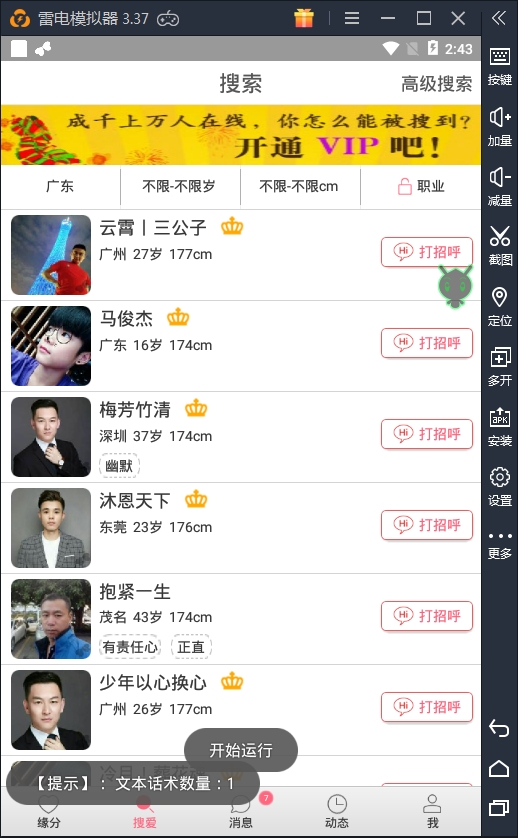 雷电模拟器 3.37
2:43
搜索
高级搜索
成千上万人在线，你怎么能被搜到?
开通 VIP 吧！
广东
不限-不限岁
不限-不限cm
职业
云霄丨三公子
广州 27岁 177cm
Hi 打招呼
马俊杰
广东 16岁 174cm
Hi 打招呼
梅芳竹清
深圳 37岁 174cm
幽默
Hi 打招呼
沐恩天下
东莞 23岁 176cm
Hi 打招呼
抱紧一生
茂名 43岁 174cm
有责任心 正直
Hi 打招呼
少年以心换心
广州 26岁 177cm
Hi 打招呼
开始运行
【提示】：文本话术数量：1
缘分
搜爱
消息
7
动态
我
按键
加量
减量
截图
定位
多开
APK
安装
设置
更多